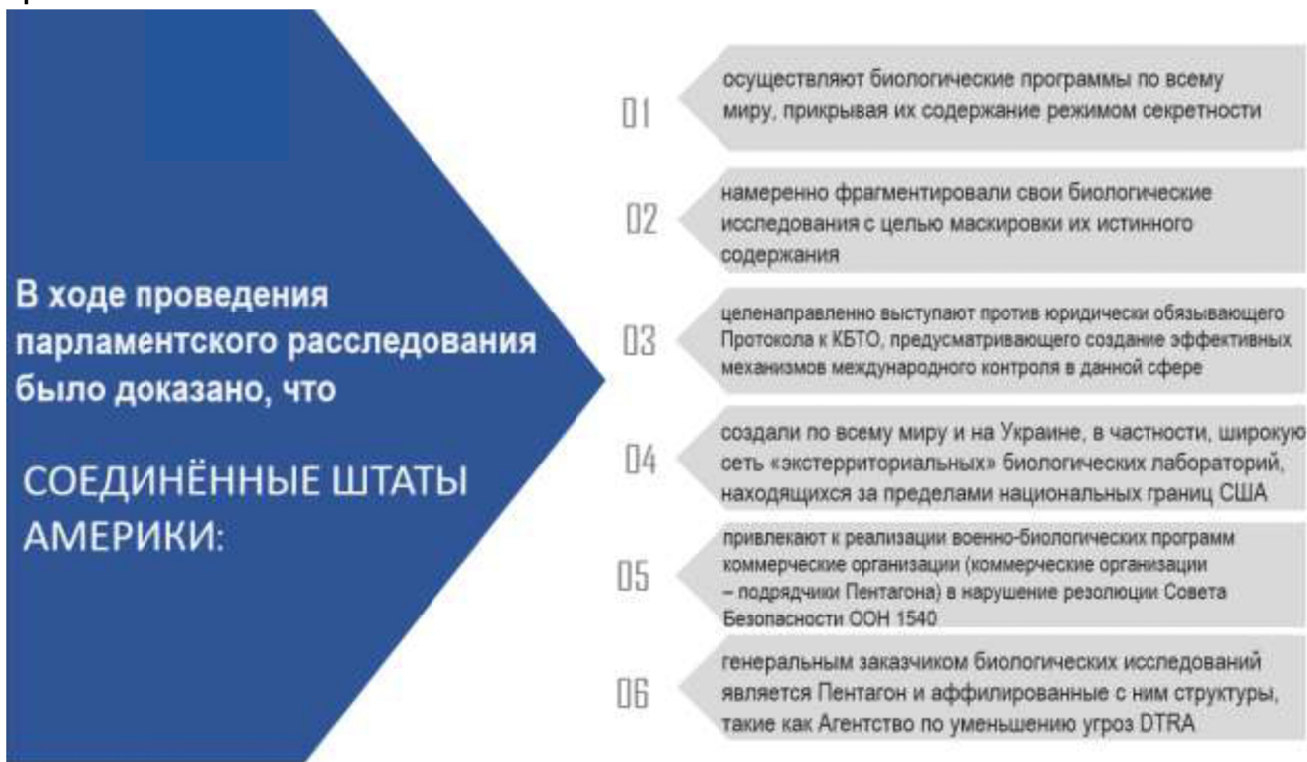 В ходе проведения
парламентского расследования
было доказано, что
СОЕДИНЁННЫЕ ШТАТЫ
АМЕРИКИ:
01
осуществляют биологические программы по всему
миру, прикрывая их содержание режимом секретности
02
намеренно фрагментировали свои биологические
исследования с целью маскировки их истинного
содержания
03
целенаправленно выступают против юридически обязывающего
Протокола к КБТО, предусматривающего создание эффективных
механизмов международного контроля в данной сфере
04
создали по всему миру и на Украине, в частности, широкую
сеть «экстерриториальных» биологических лабораторий,
находящихся за пределами национальных границ США
05
привлекают к реализации военно-биологических программ
коммерческие организации (коммерческие организации
– подрядчики Пентагона) в нарушение резолюции Совета
Безопасности ООН 1540
06
генеральным заказчиком биологических исследований
является Пентагон и аффилированные с ним структуры,
такие как Агентство по уменьшению угроз DTRA